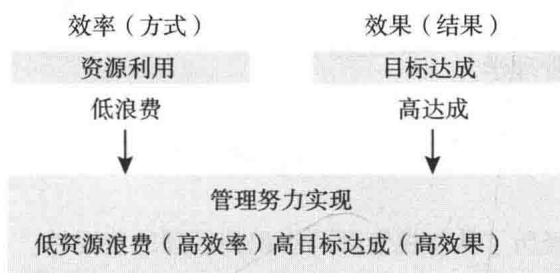 效率（方式） 效果（结果）
资源利用 目标达成
低浪费 高达成
管理努力实现
低资源浪费（高效率）高目标达成（高效果）